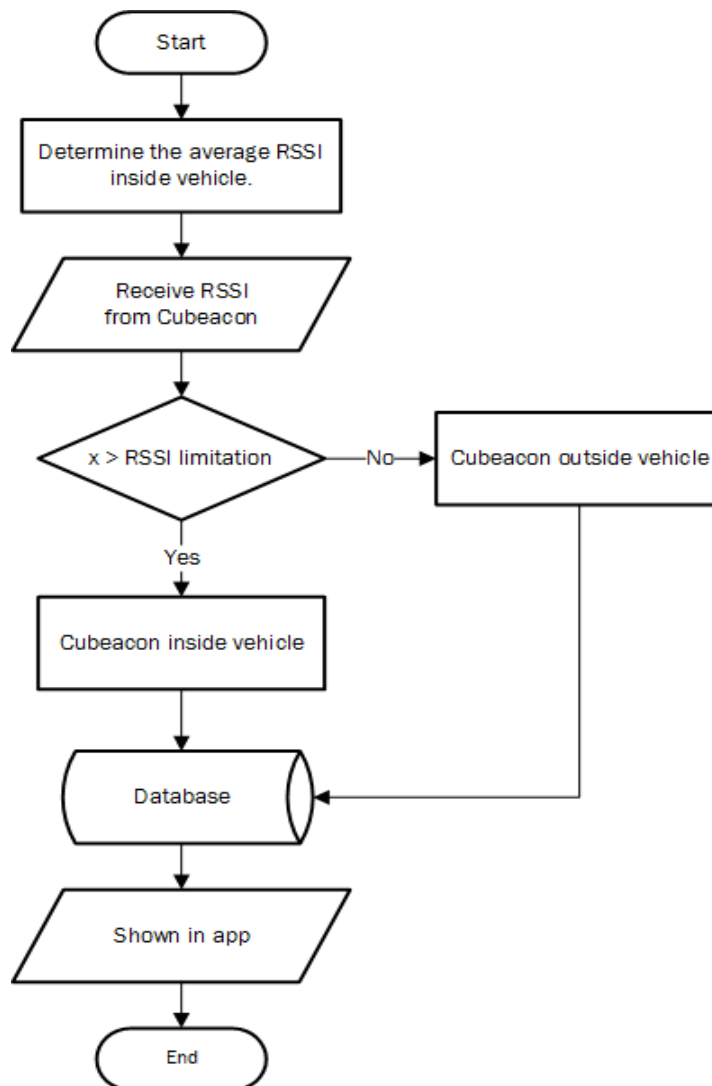 Start
Determine the average RSSI
inside vehicle.
Receive RSSI
from Cubeacon
x > RSSI limitation
No
Cubeacon outside vehicle
Yes
Cubeacon inside vehicle
Database
Shown in app
End